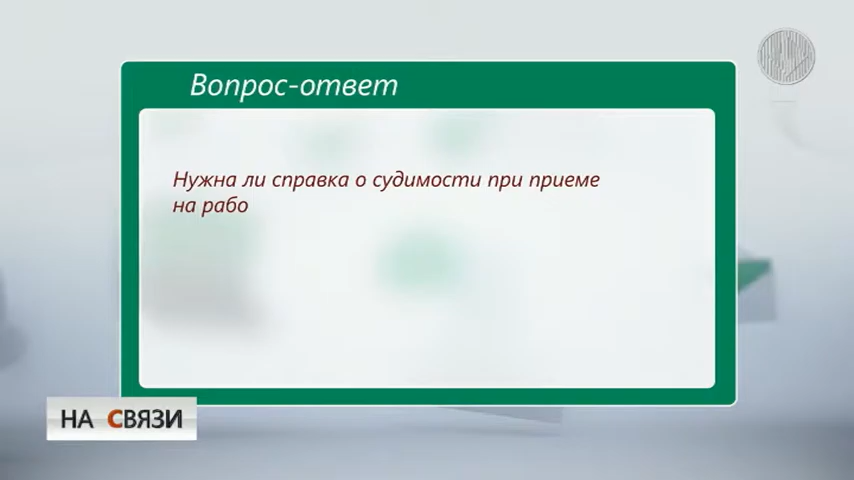 Вопрос-ответ
Нужна ли справка о судимости при приеме
на рабо
НА СВЯЗИ